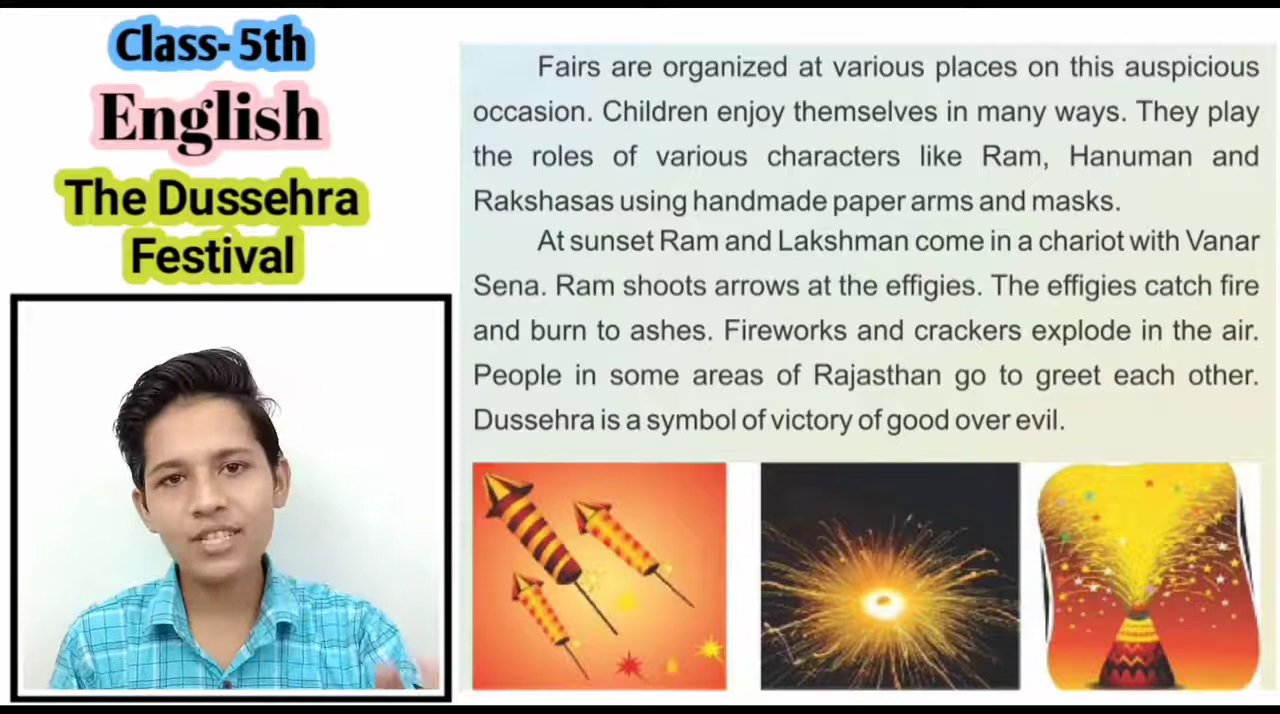 Class- 5th
English
The Dussehra
Festival
Fairs are organized at various places on this auspicious
occasion. Children enjoy themselves in many ways. They play
the roles of various characters like Ram, Hanuman and
Rakshasas using handmade paper arms and masks.
At sunset Ram and Lakshman come in a chariot with Vanar
Sena. Ram shoots arrows at the effigies. The effigies catch fire
and burn to ashes. Fireworks and crackers explode in the air.
People in some areas of Rajasthan go to greet each other.
Dussehra is a symbol of victory of good over evil.